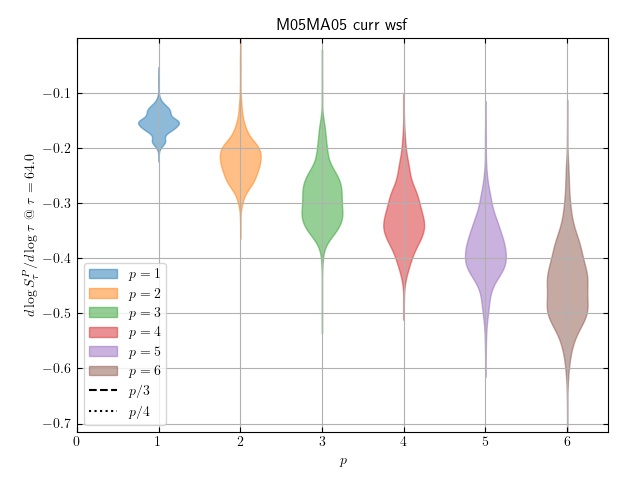 M05MA05 curr wsf
d log S_τ^P / d log τ @ τ = 64.0
−0.1
−0.2
−0.3
−0.4
−0.5
−0.6
−0.7
p = 1
p = 2
p = 3
p = 4
p = 5
p = 6
p/3
p/4
0
1
2
3
4
5
6
p